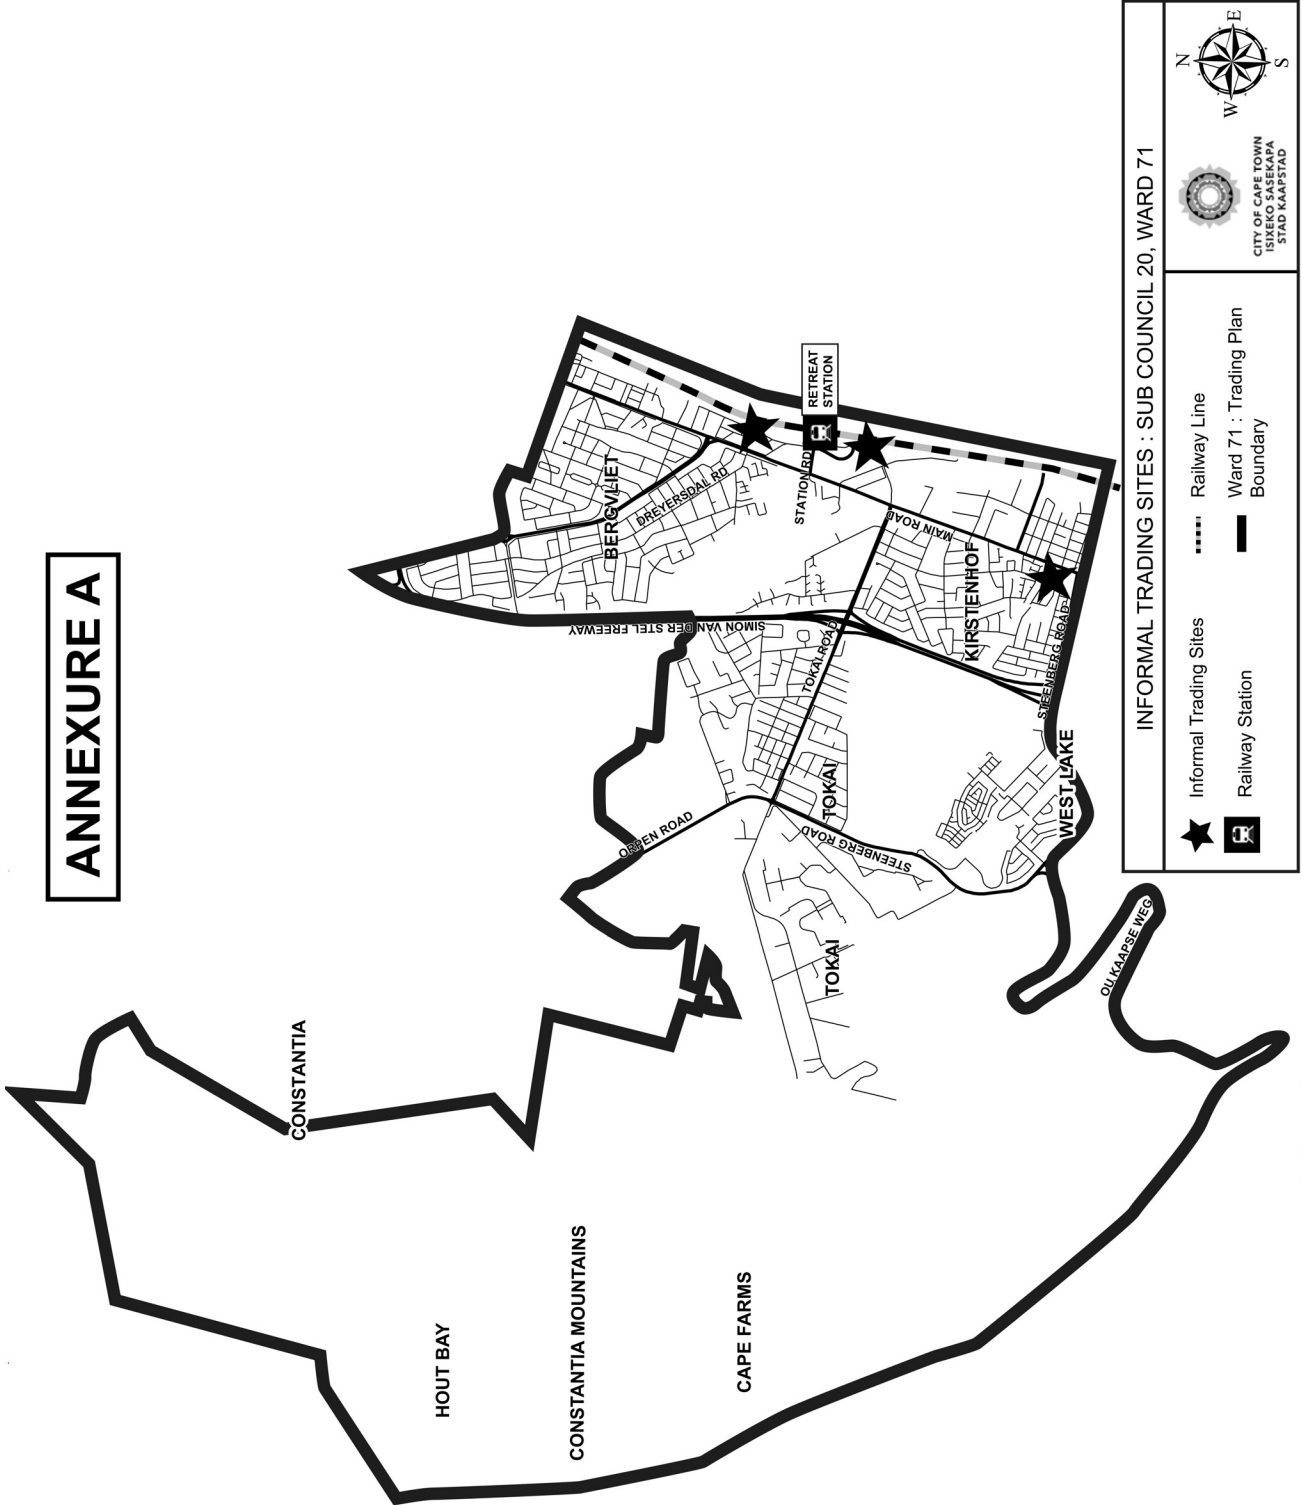 ANNEXURE A
CONSTANTIA
HOUT BAY
CONSTANTIA MOUNTAINS
CAPE FARMS
BERGVLIET
DREYERSDAL RD
SIMON VAN DER STEL FREEWAY
ORPEN ROAD
TOKAI ROAD
TOKAI
STEENBERG ROAD
TOKAI
STATION RD
RETREAT
STATION
MAIN ROAD
KIRSTENHOF
STEENBERG ROAD
WEST LAKE
OU KAAPSE WEG
INFORMAL TRADING SITES : SUB COUNCIL 20, WARD 71
Informal Trading Sites
Railway Station
Railway Line
Ward 71 : Trading Plan
Boundary
CITY OF CAPE TOWN
ISIXEKO SASEKAPA
STAD KAAPSTAD
N
E
S
W